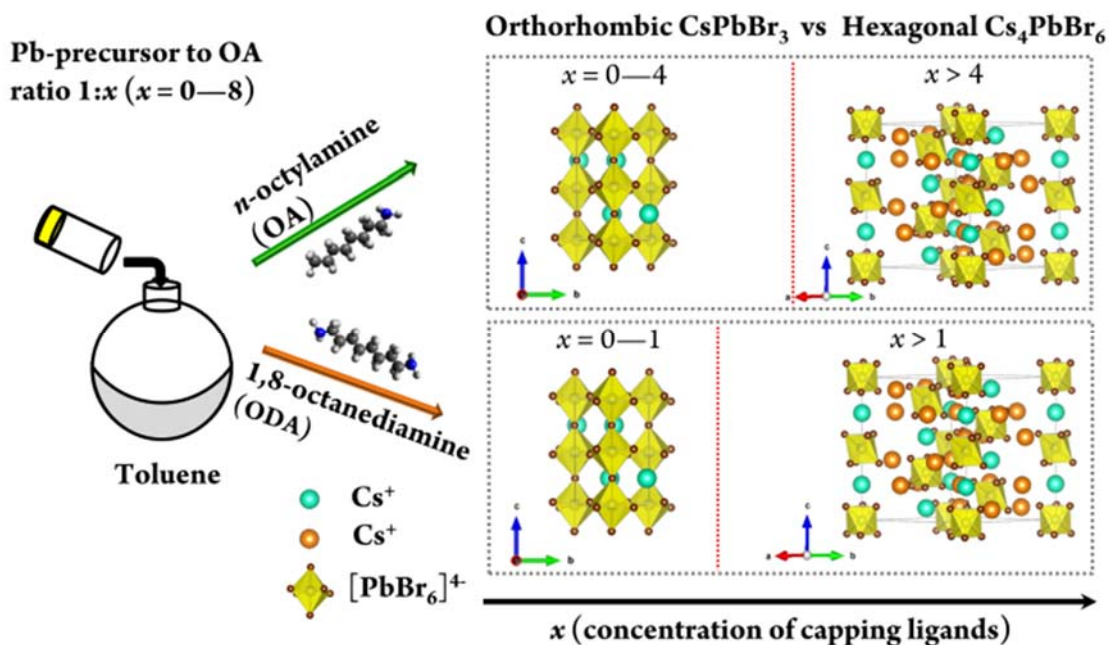 Orthorhombic CsPbBr₃ vs Hexagonal Cs₄PbBr₆
Pb-precursor to OA
ratio 1:x (x = 0—8)
n-octylamine
(OA)
1,8-octanediamine
(ODA)
Toluene
Cs⁺
Cs⁺
[PbBr₆]⁴⁻
x = 0—4
x > 4
c
b
c
a
b
x = 0—1
x > 1
c
b
c
a
b
x (concentration of capping ligands)